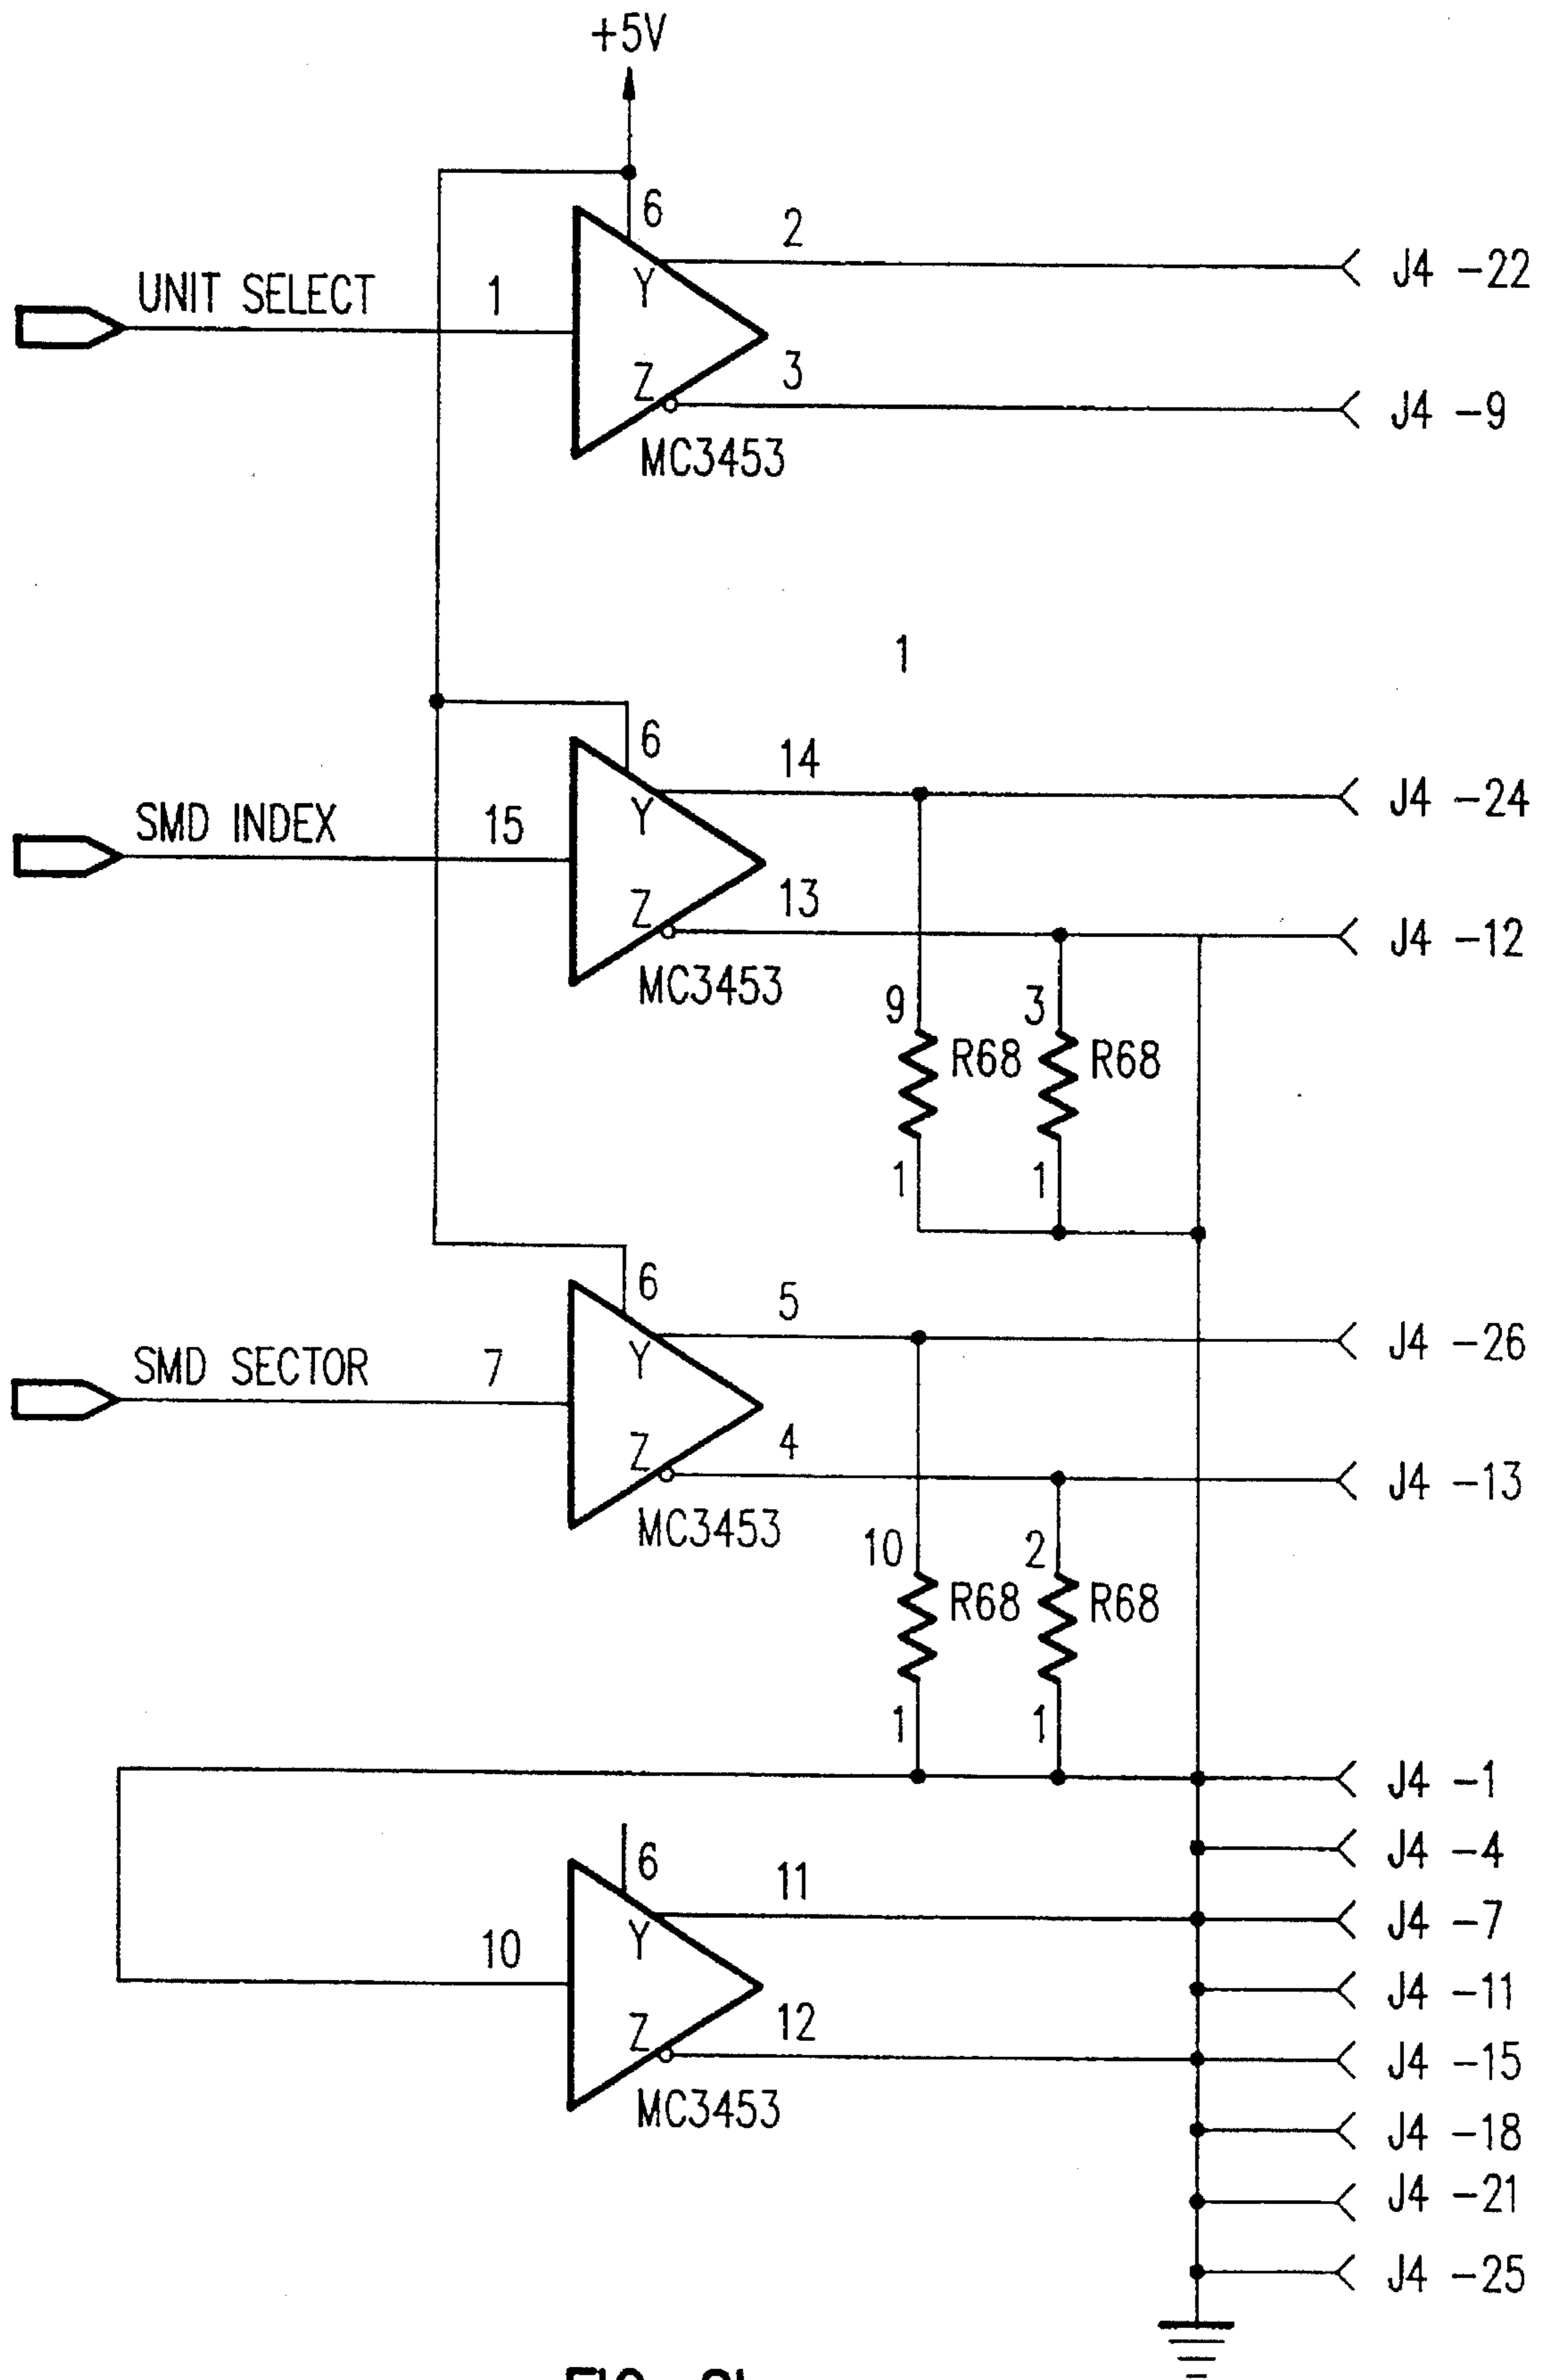 +5V
6
2
J4 -22
UNIT SELECT
1
Y
Z
3
J4 -9
MC3453
1
6
14
J4 -24
SMD INDEX
15
Y
Z
13
J4 -12
MC3453
9
3
R68
R68
1
1
6
5
J4 -26
SMD SECTOR
7
Y
Z
4
J4 -13
MC3453
10
2
R68
R68
1
1
J4 -1
J4 -4
6
11
J4 -7
Y
10
J4 -11
Z
12
J4 -15
MC3453
J4 -18
J4 -21
J4 -25